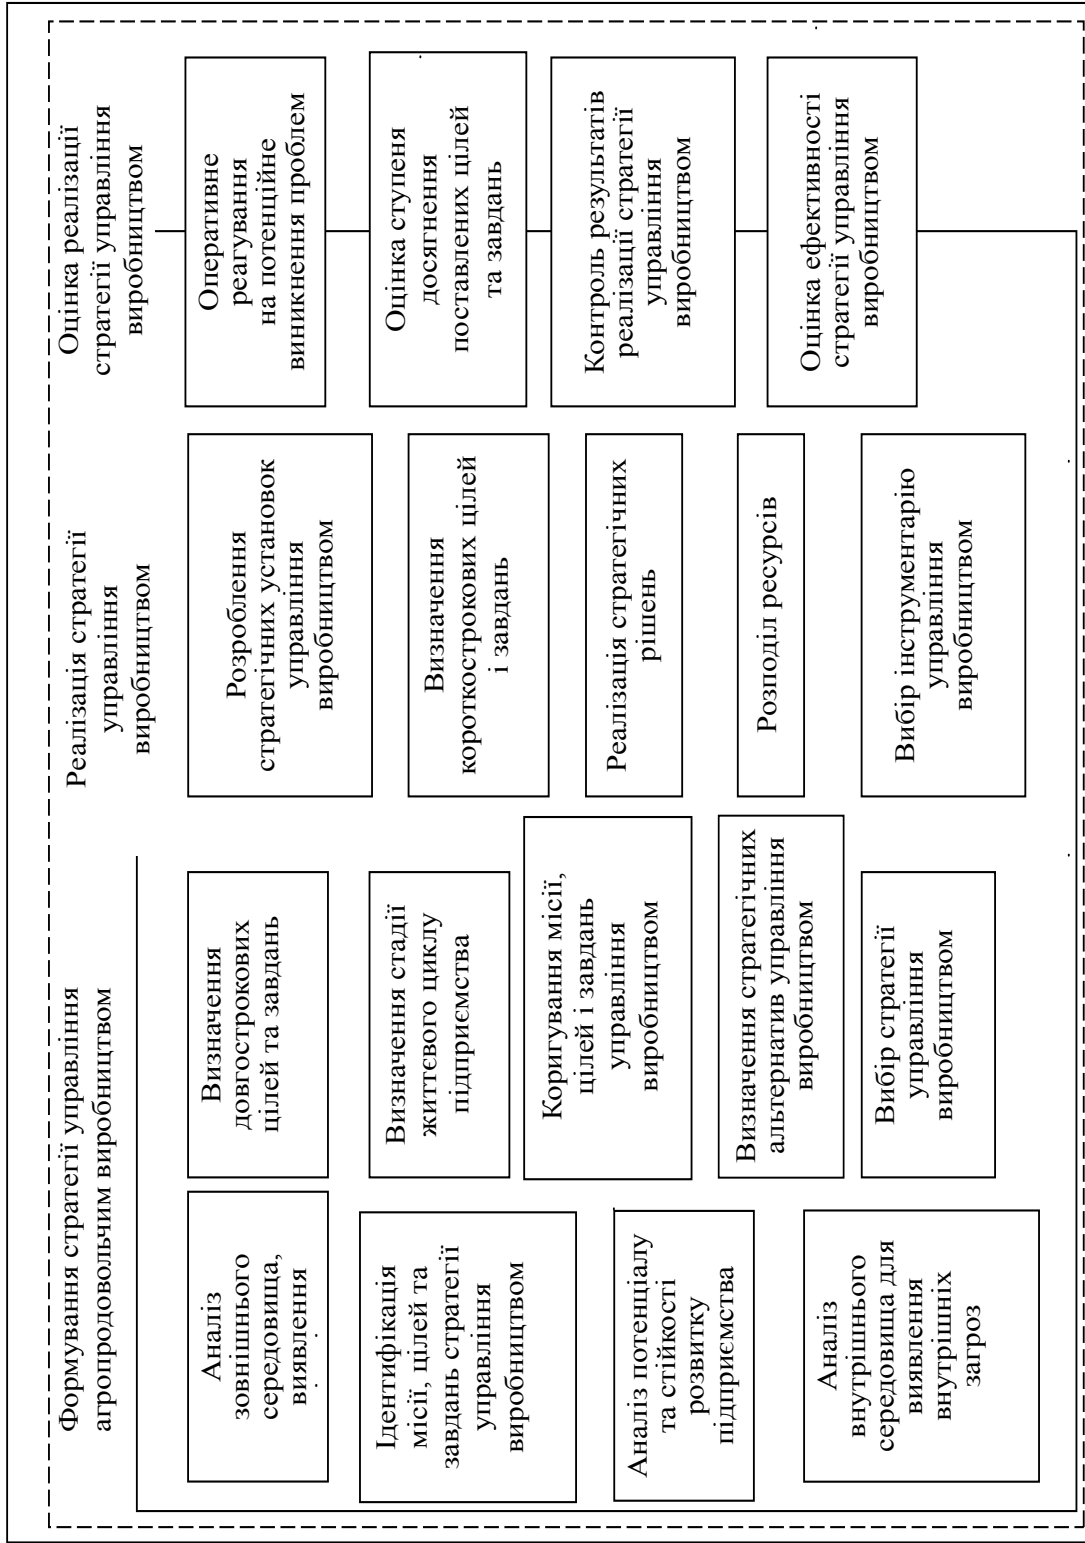 Формування стратегії управління
агропродовольчим виробництвом
Аналіз
зовнішнього
середовища,
виявлення
Ідентифікація
місії, цілей та
завдань стратегії
управління
виробництвом
Аналіз потенціалу
та стійкості
розвитку
підприємства
Аналіз
внутрішнього
середовища для
виявлення
внутрішніх
загроз
Визначення
довгострокових
цілей та завдань
Визначення стадії
життєвого циклу
підприємства
Коригування місії,
цілей і завдань
управління
виробництвом
Визначення стратегічних
альтернатив управління
виробництвом
Вибір стратегії
управління
виробництвом
Реалізація стратегії
управління
виробництвом
Розроблення
стратегічних установок
управління
виробництвом
Визначення
короткострокових цілей
і завдань
Реалізація стратегічних
рішень
Розподіл ресурсів
Вибір інструментарію
управління
виробництвом
Оцінка реалізації
стратегії управління
виробництвом
Оперативне
реагування
на потенційне
виникнення проблем
Оцінка ступеня
досягнення
поставлених цілей
та завдань
Контроль результатів
реалізації стратегії
управління
виробництвом
Оцінка ефективності
стратегії управління
виробництвом